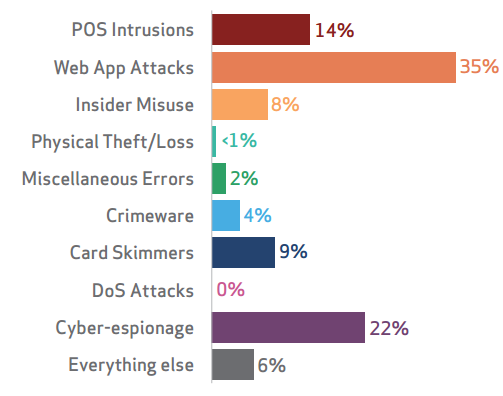 POS Intrusions 14%
Web App Attacks 35%
Insider Misuse 8%
Physical Theft/Loss <1%
Miscellaneous Errors 2%
Crimeware 4%
Card Skimmers 9%
DoS Attacks 0%
Cyber-espionage 22%
Everything else 6%